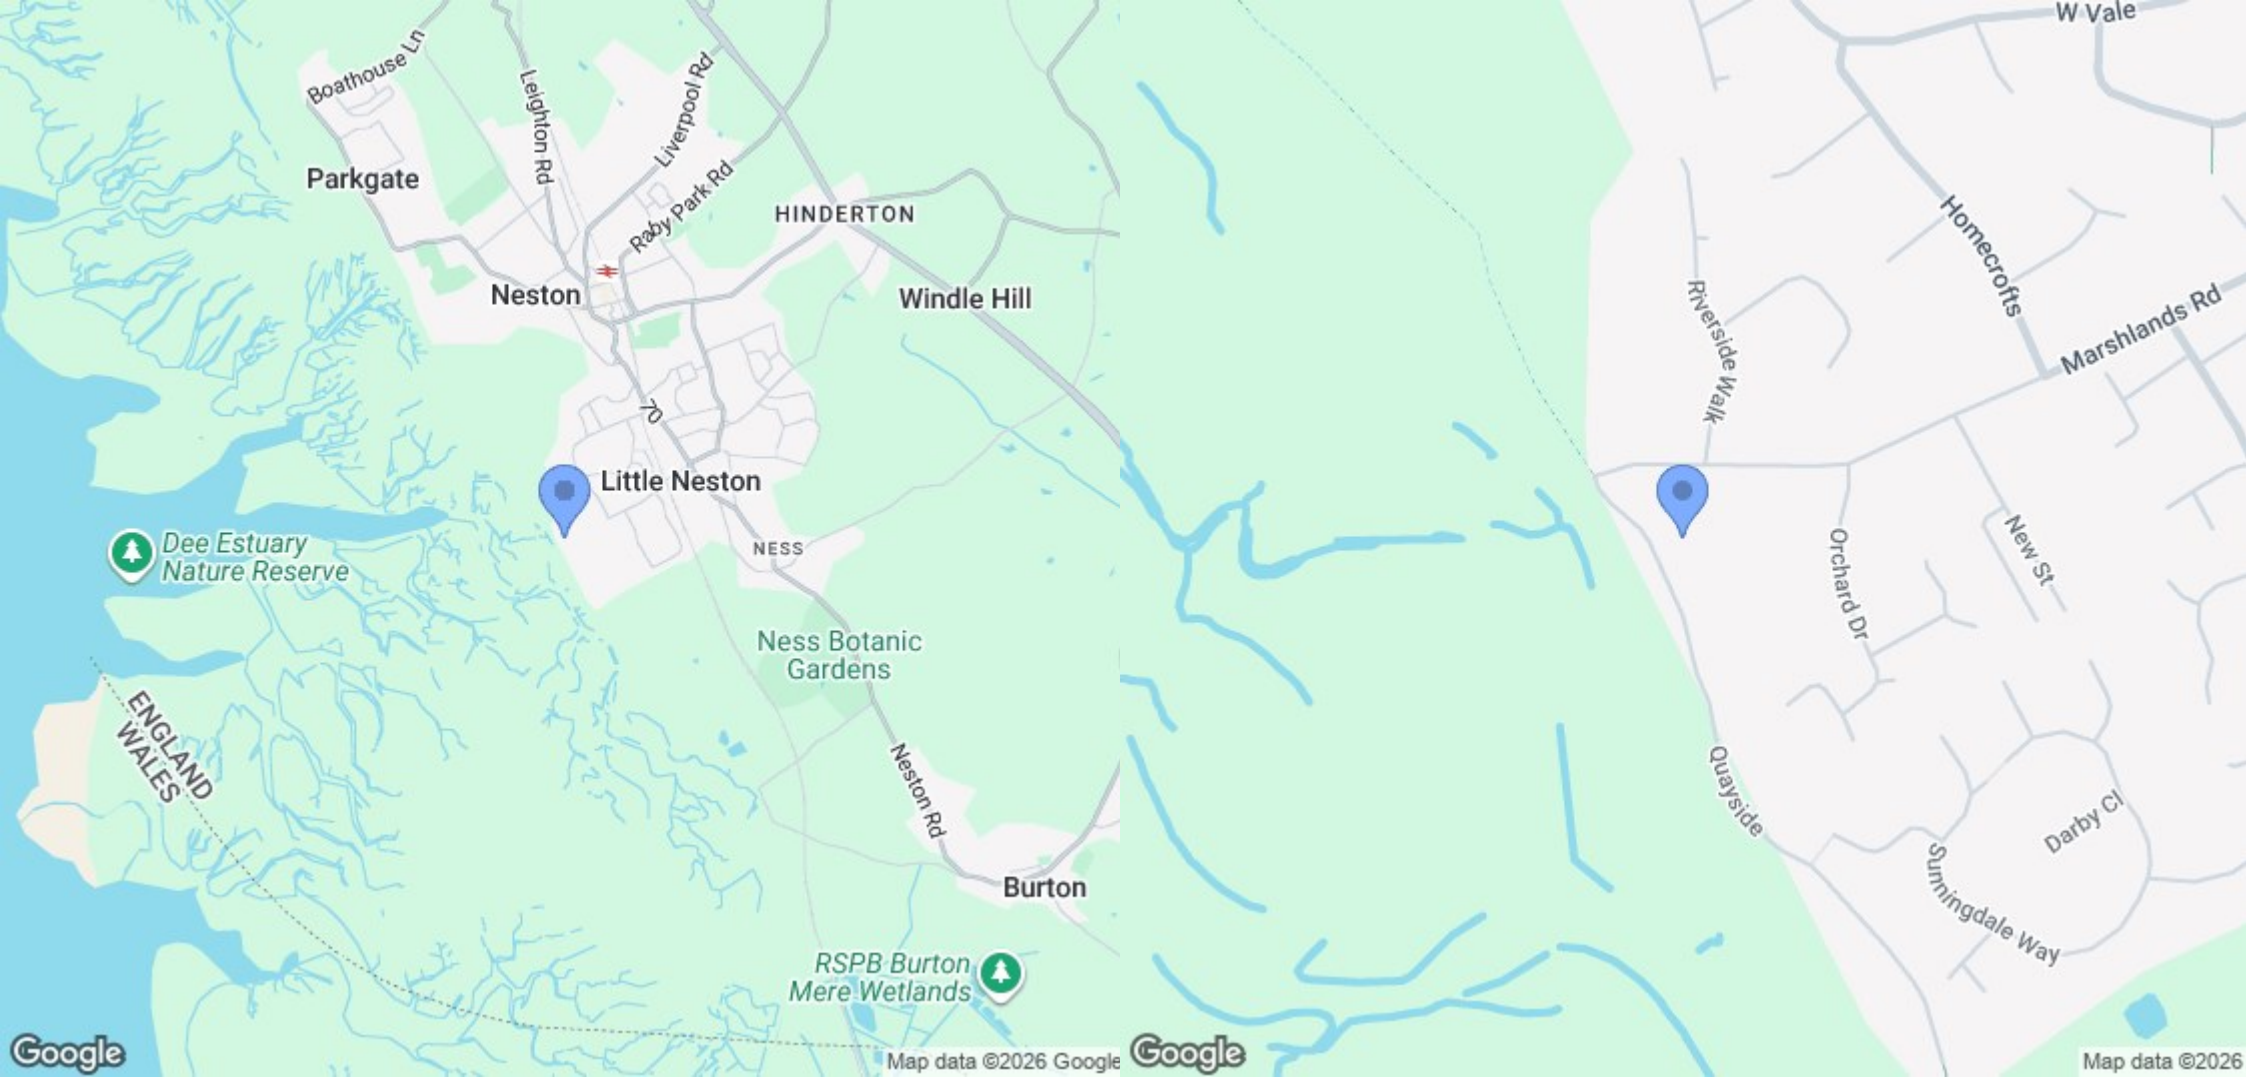 Boathouse Ln
Leighton Rd
Liverpool Rd
Parkgate
Raby Park Rd
HINDERTON
Neston
Windle Hill
70
Little Neston
Dee Estuary
Nature Reserve
NESS
Ness Botanic
Gardens
ENGLAND
WALES
Neston Rd
Burton
RSPB Burton
Mere Wetlands
Google
Map data ©2026 Google
W Vale
Homecrofts
Riverside Walk
Marshlands Rd
New St
Orchard Dr
Quayside
Darby Cl
Sunningdale Way
Google
Map data ©2026